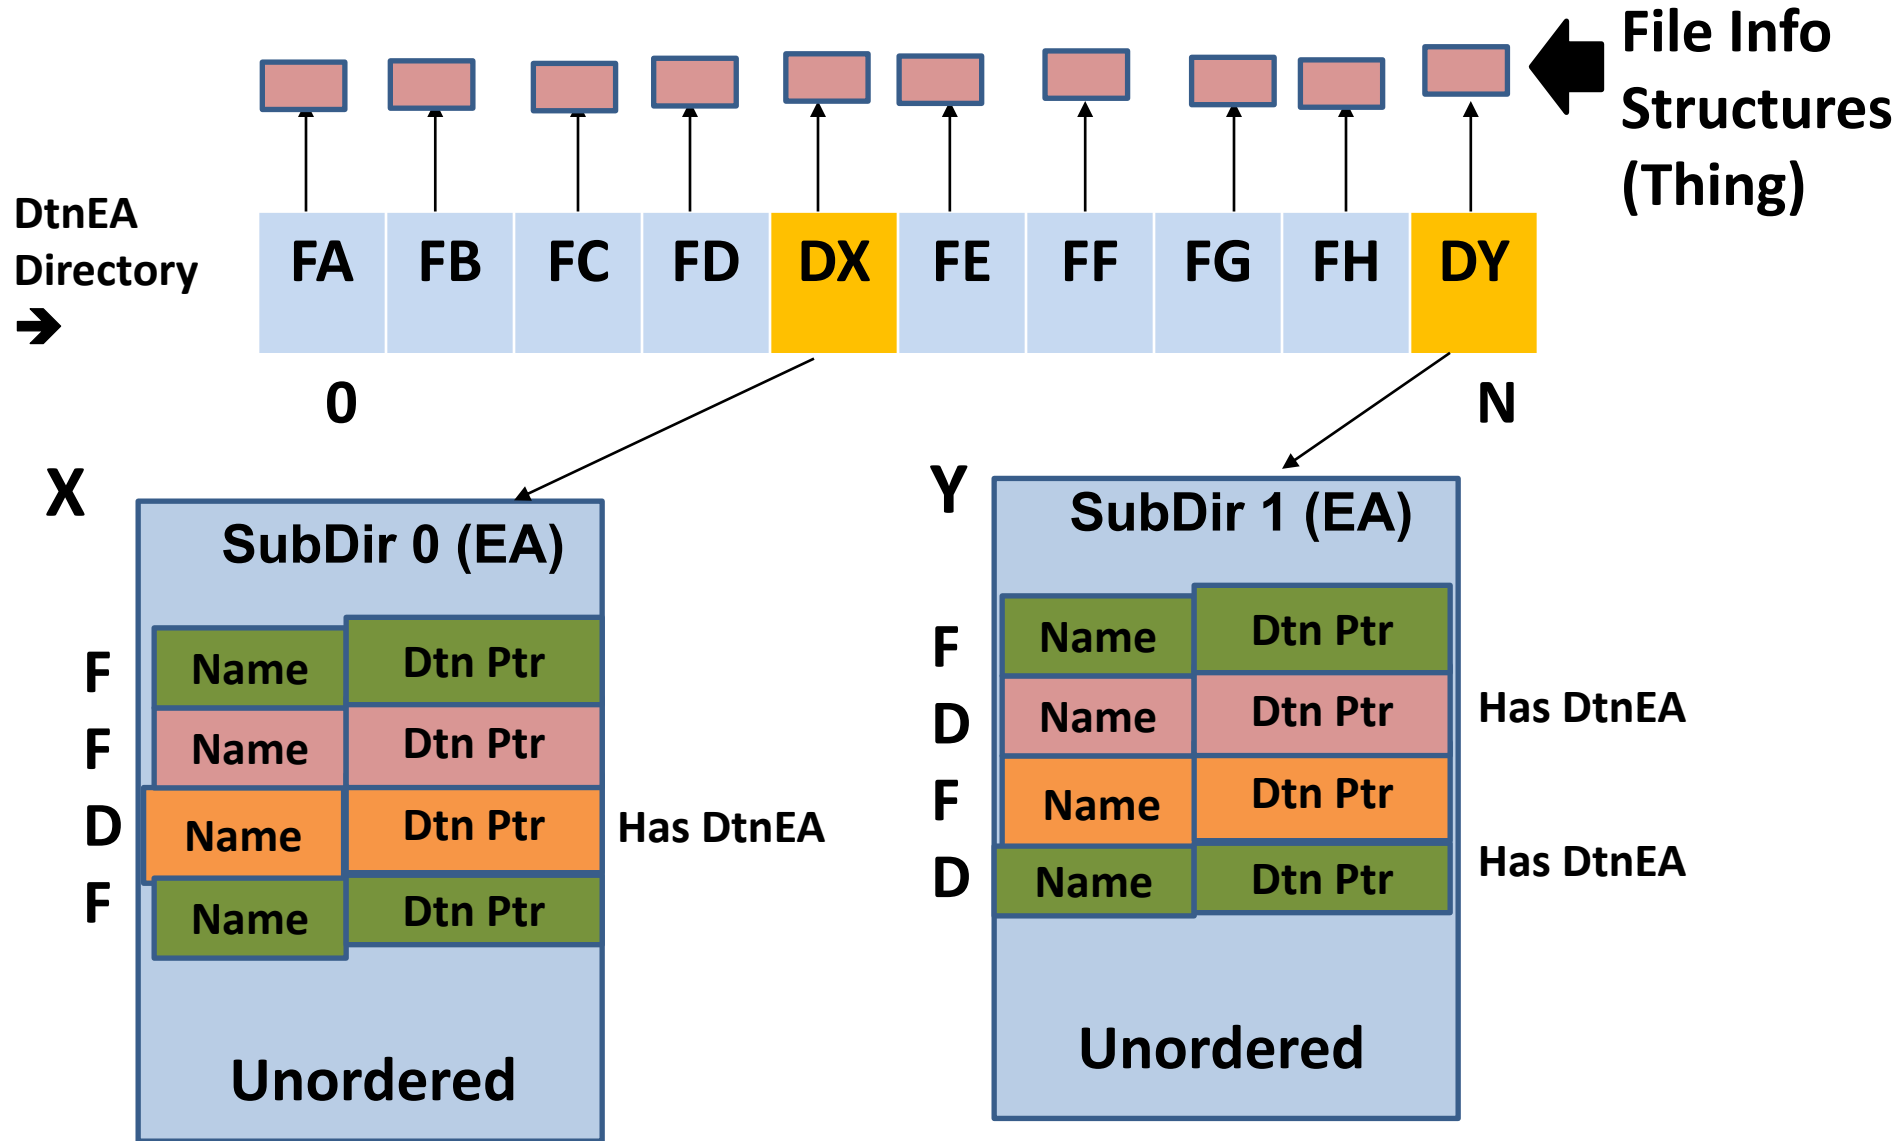 File Info
Structures
(Thing)
DtnEA
Directory
➔
FA FB FC FD DX FE FF FG FH DY
0 N
X
SubDir 0 (EA)
F Name Dtn Ptr
F Name Dtn Ptr
D Name Dtn Ptr Has DtnEA
F Name Dtn Ptr
Unordered
Y
SubDir 1 (EA)
F Name Dtn Ptr
D Name Dtn Ptr Has DtnEA
F Name Dtn Ptr
D Name Dtn Ptr Has DtnEA
Unordered